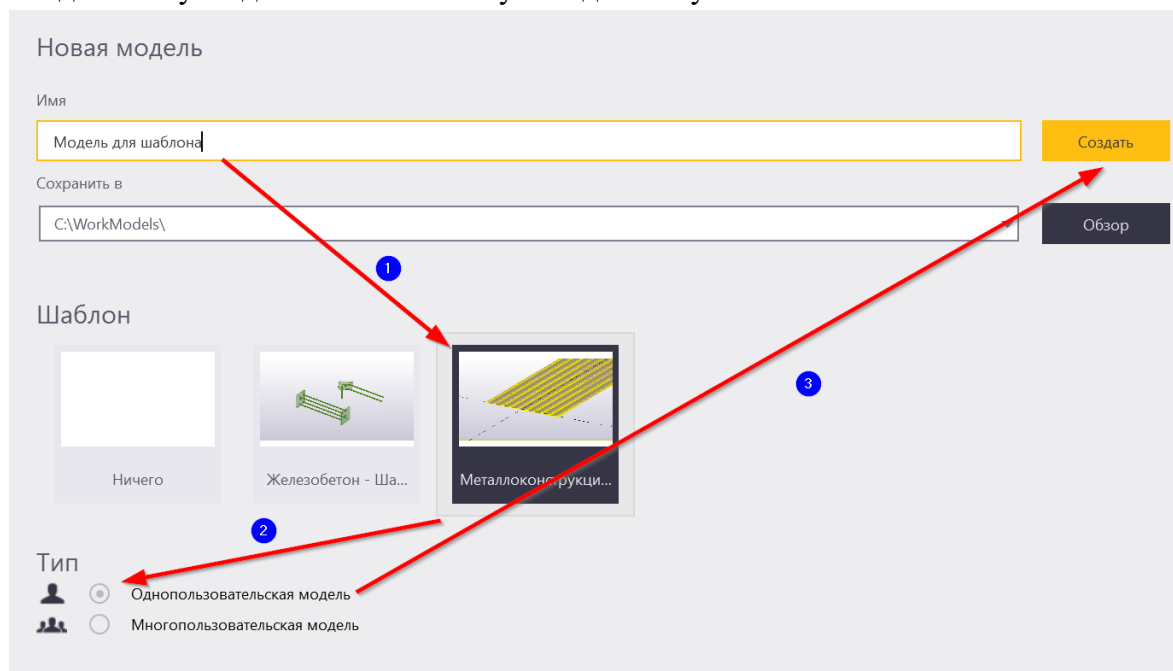 Новая модель
Имя
Модель для шаблона
Создать
Сохранить в
C:\WorkModels\
Обзор
1
Шаблон
3
Ничего
Железобетон - Ша...
Металлоконструкци...
2
Тип
Однопользовательская модель
Многопользовательская модель